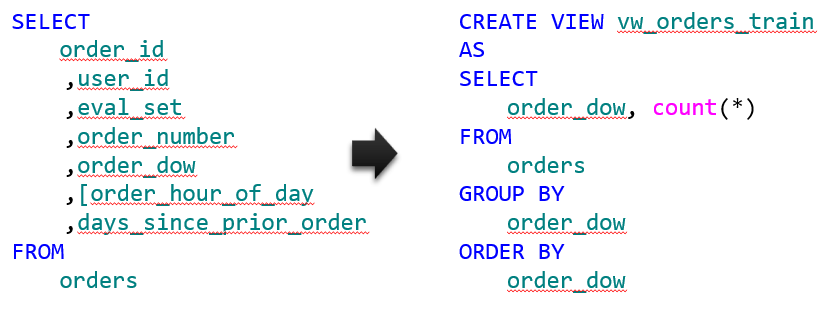 SELECT
order_id
,user_id
,eval_set
,order_number
,order_dow
,[order_hour_of_day
,days_since_prior_order
FROM
orders
CREATE VIEW vw_orders_train
AS
SELECT
order_dow, count(*)
FROM
orders
GROUP BY
order_dow
ORDER BY
order_dow